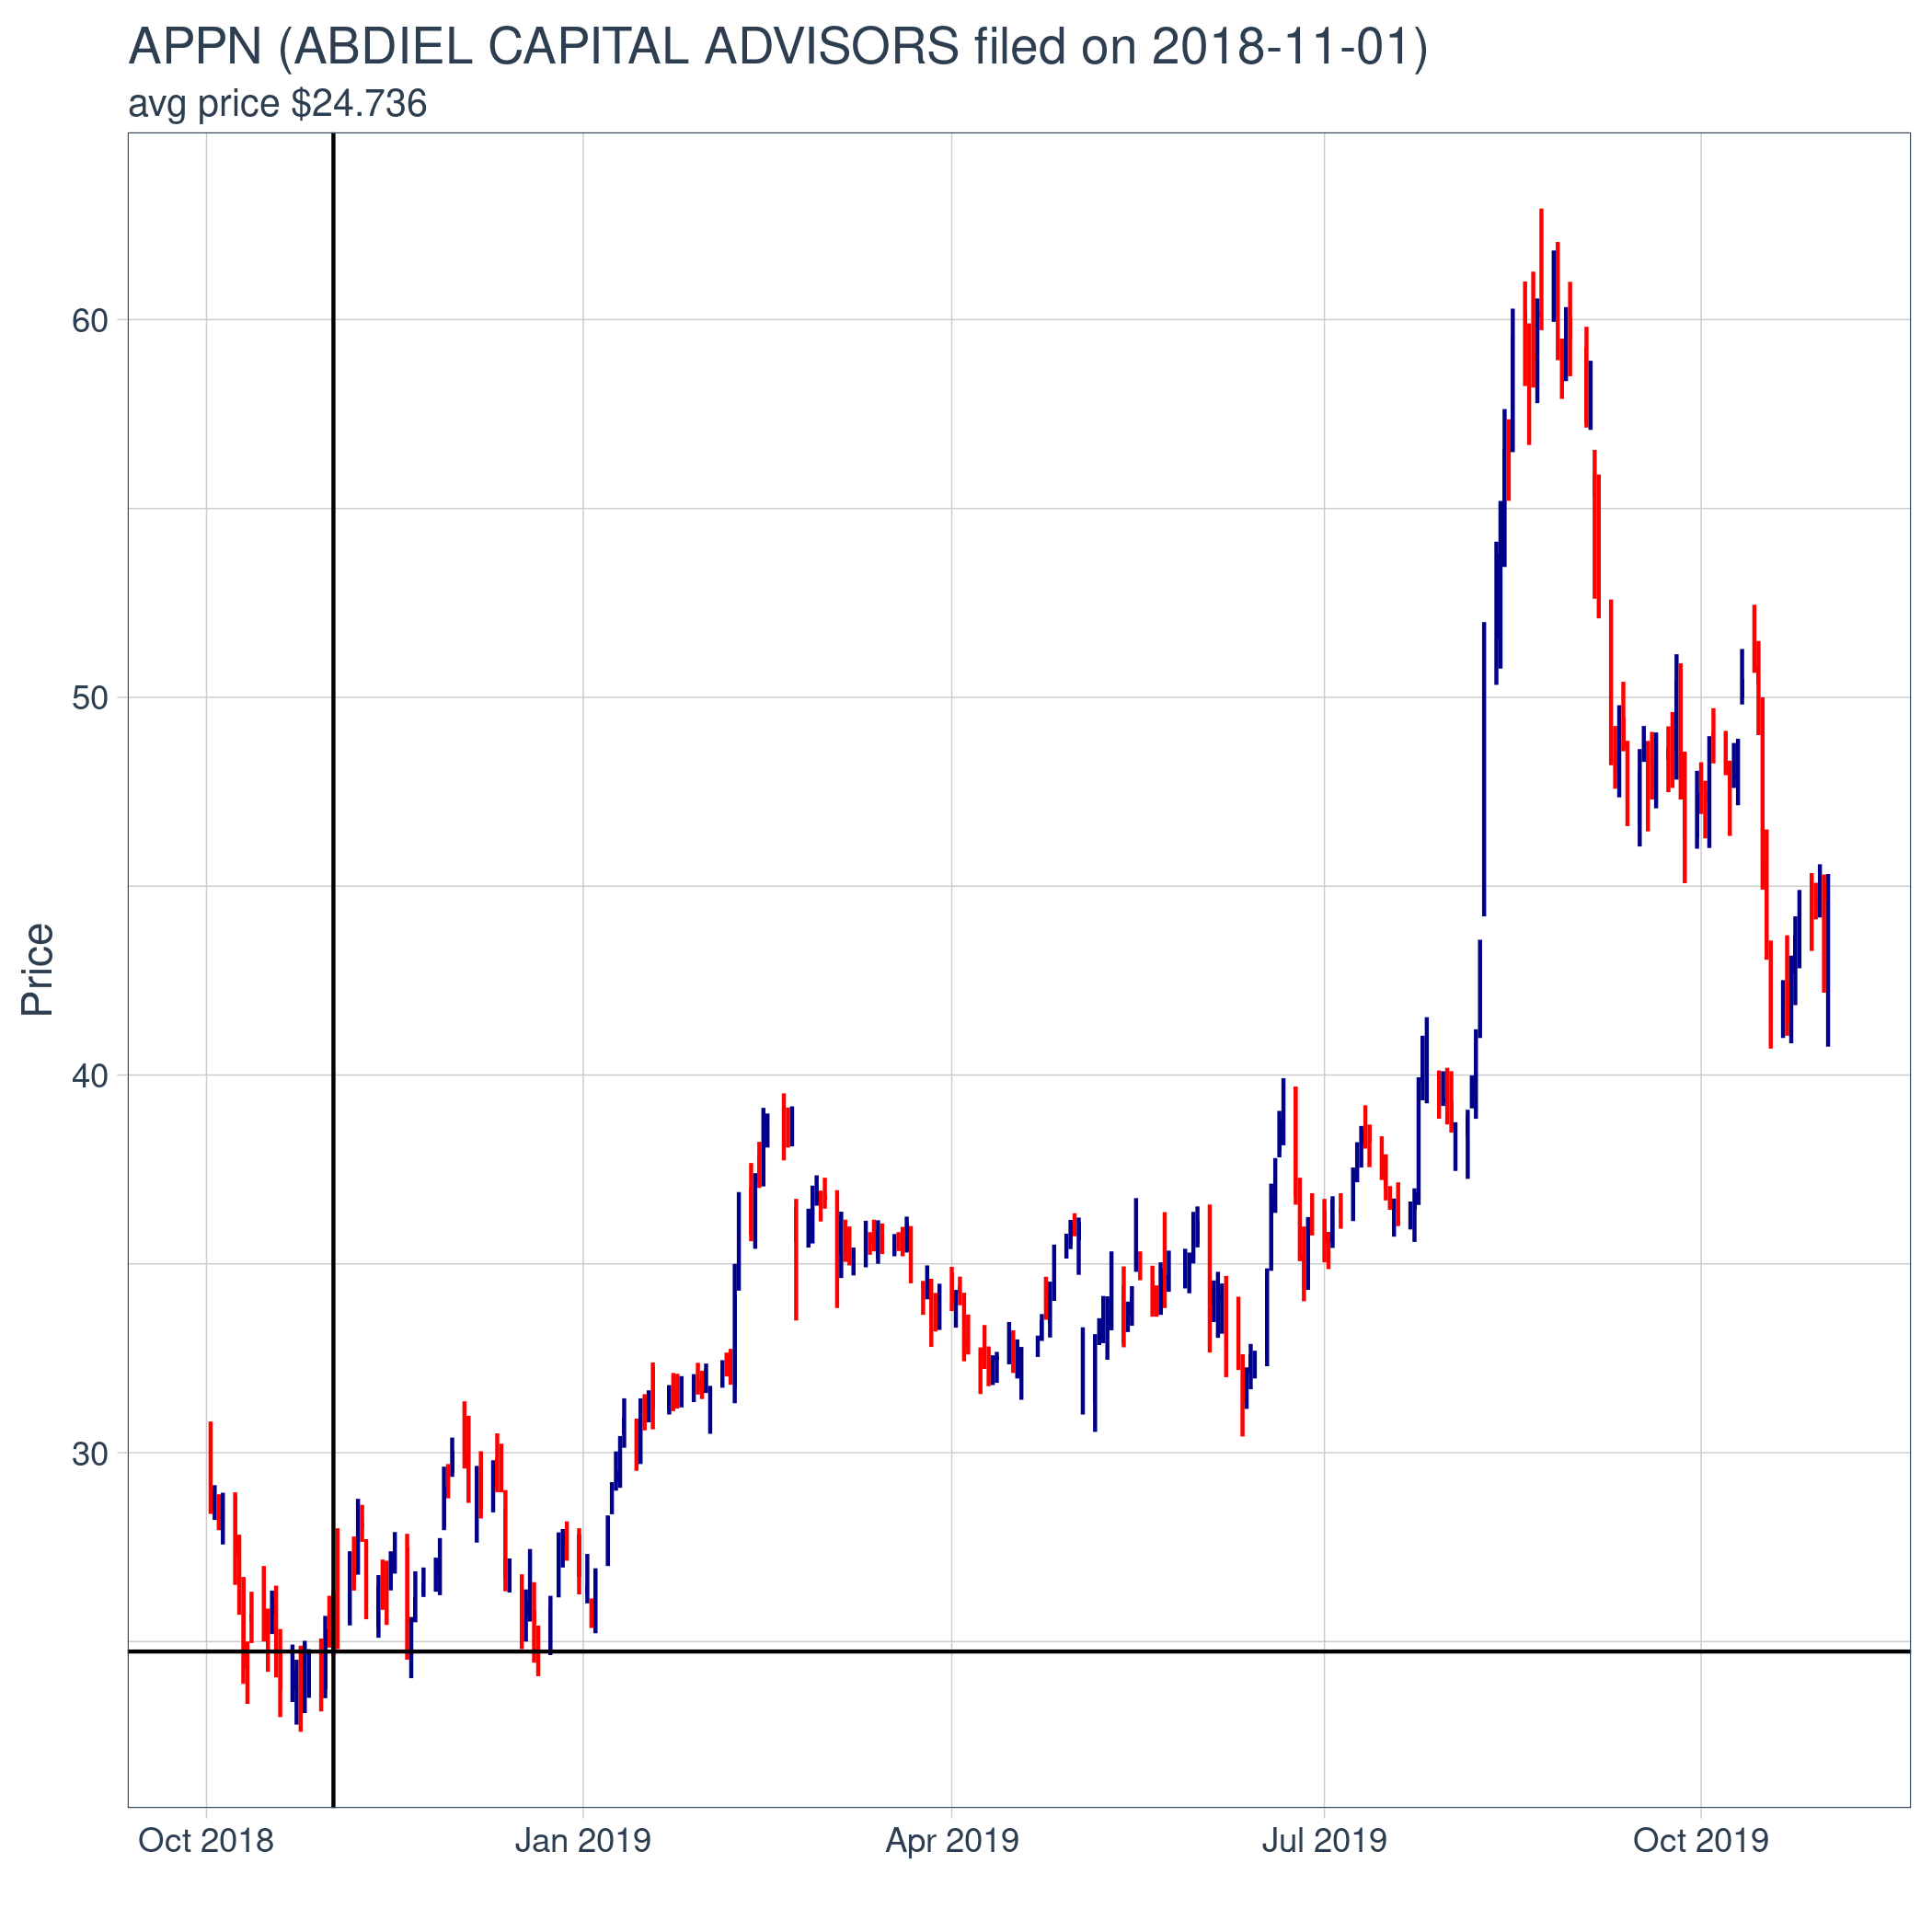 APPN (ABDIEL CAPITAL ADVISORS filed on 2018-11-01)
avg price $24.736
Price
60
50
40
30
Oct 2018 Jan 2019 Apr 2019 Jul 2019 Oct 2019